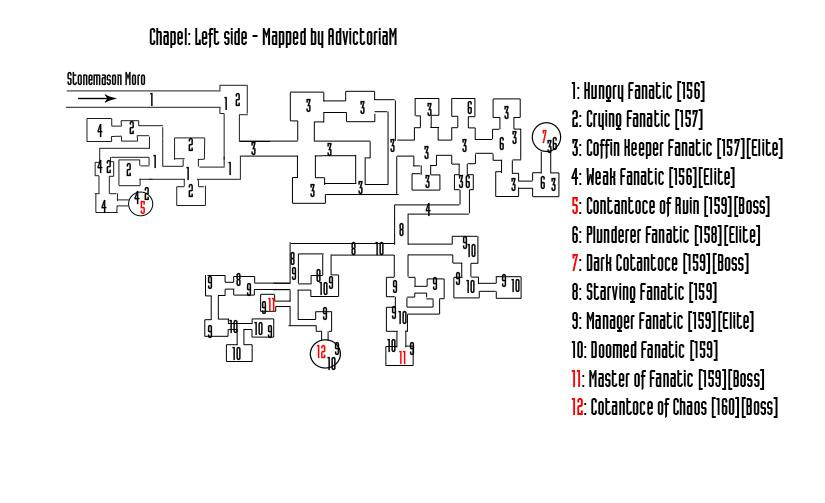 Chapel: Left side - Mapped by AdvictoriaM
Stonemason Moro
1: Hungry Fanatic [156]
2: Crying Fanatic [157]
3: Coffin Keeper Fanatic [157][Elite]
4: Weak Fanatic [156][Elite]
5: Contantoce of Ruin [159][Boss]
6: Plunderer Fanatic [158][Elite]
7: Dark Cotantoce [159][Boss]
8: Starving Fanatic [159]
9: Manager Fanatic [159][Elite]
10: Doomed Fanatic [159]
11: Master of Fanatic [159][Boss]
12: Cotantoce of Chaos [160][Boss]
1 1 2
4 2 2 3 3 3 6 3 7 3 6
4 2 1 2 1 1 3 3 3 3 3 6 3
4 4 2 5 2 3 3 3 3 6 3 6 3
4
8
8 9 8 10 9 10
9 8 9 8 9 10 9 9 9 10 9 10
9 11
9 10 10 9 9 9 10
10 12 9 10 10 11 9